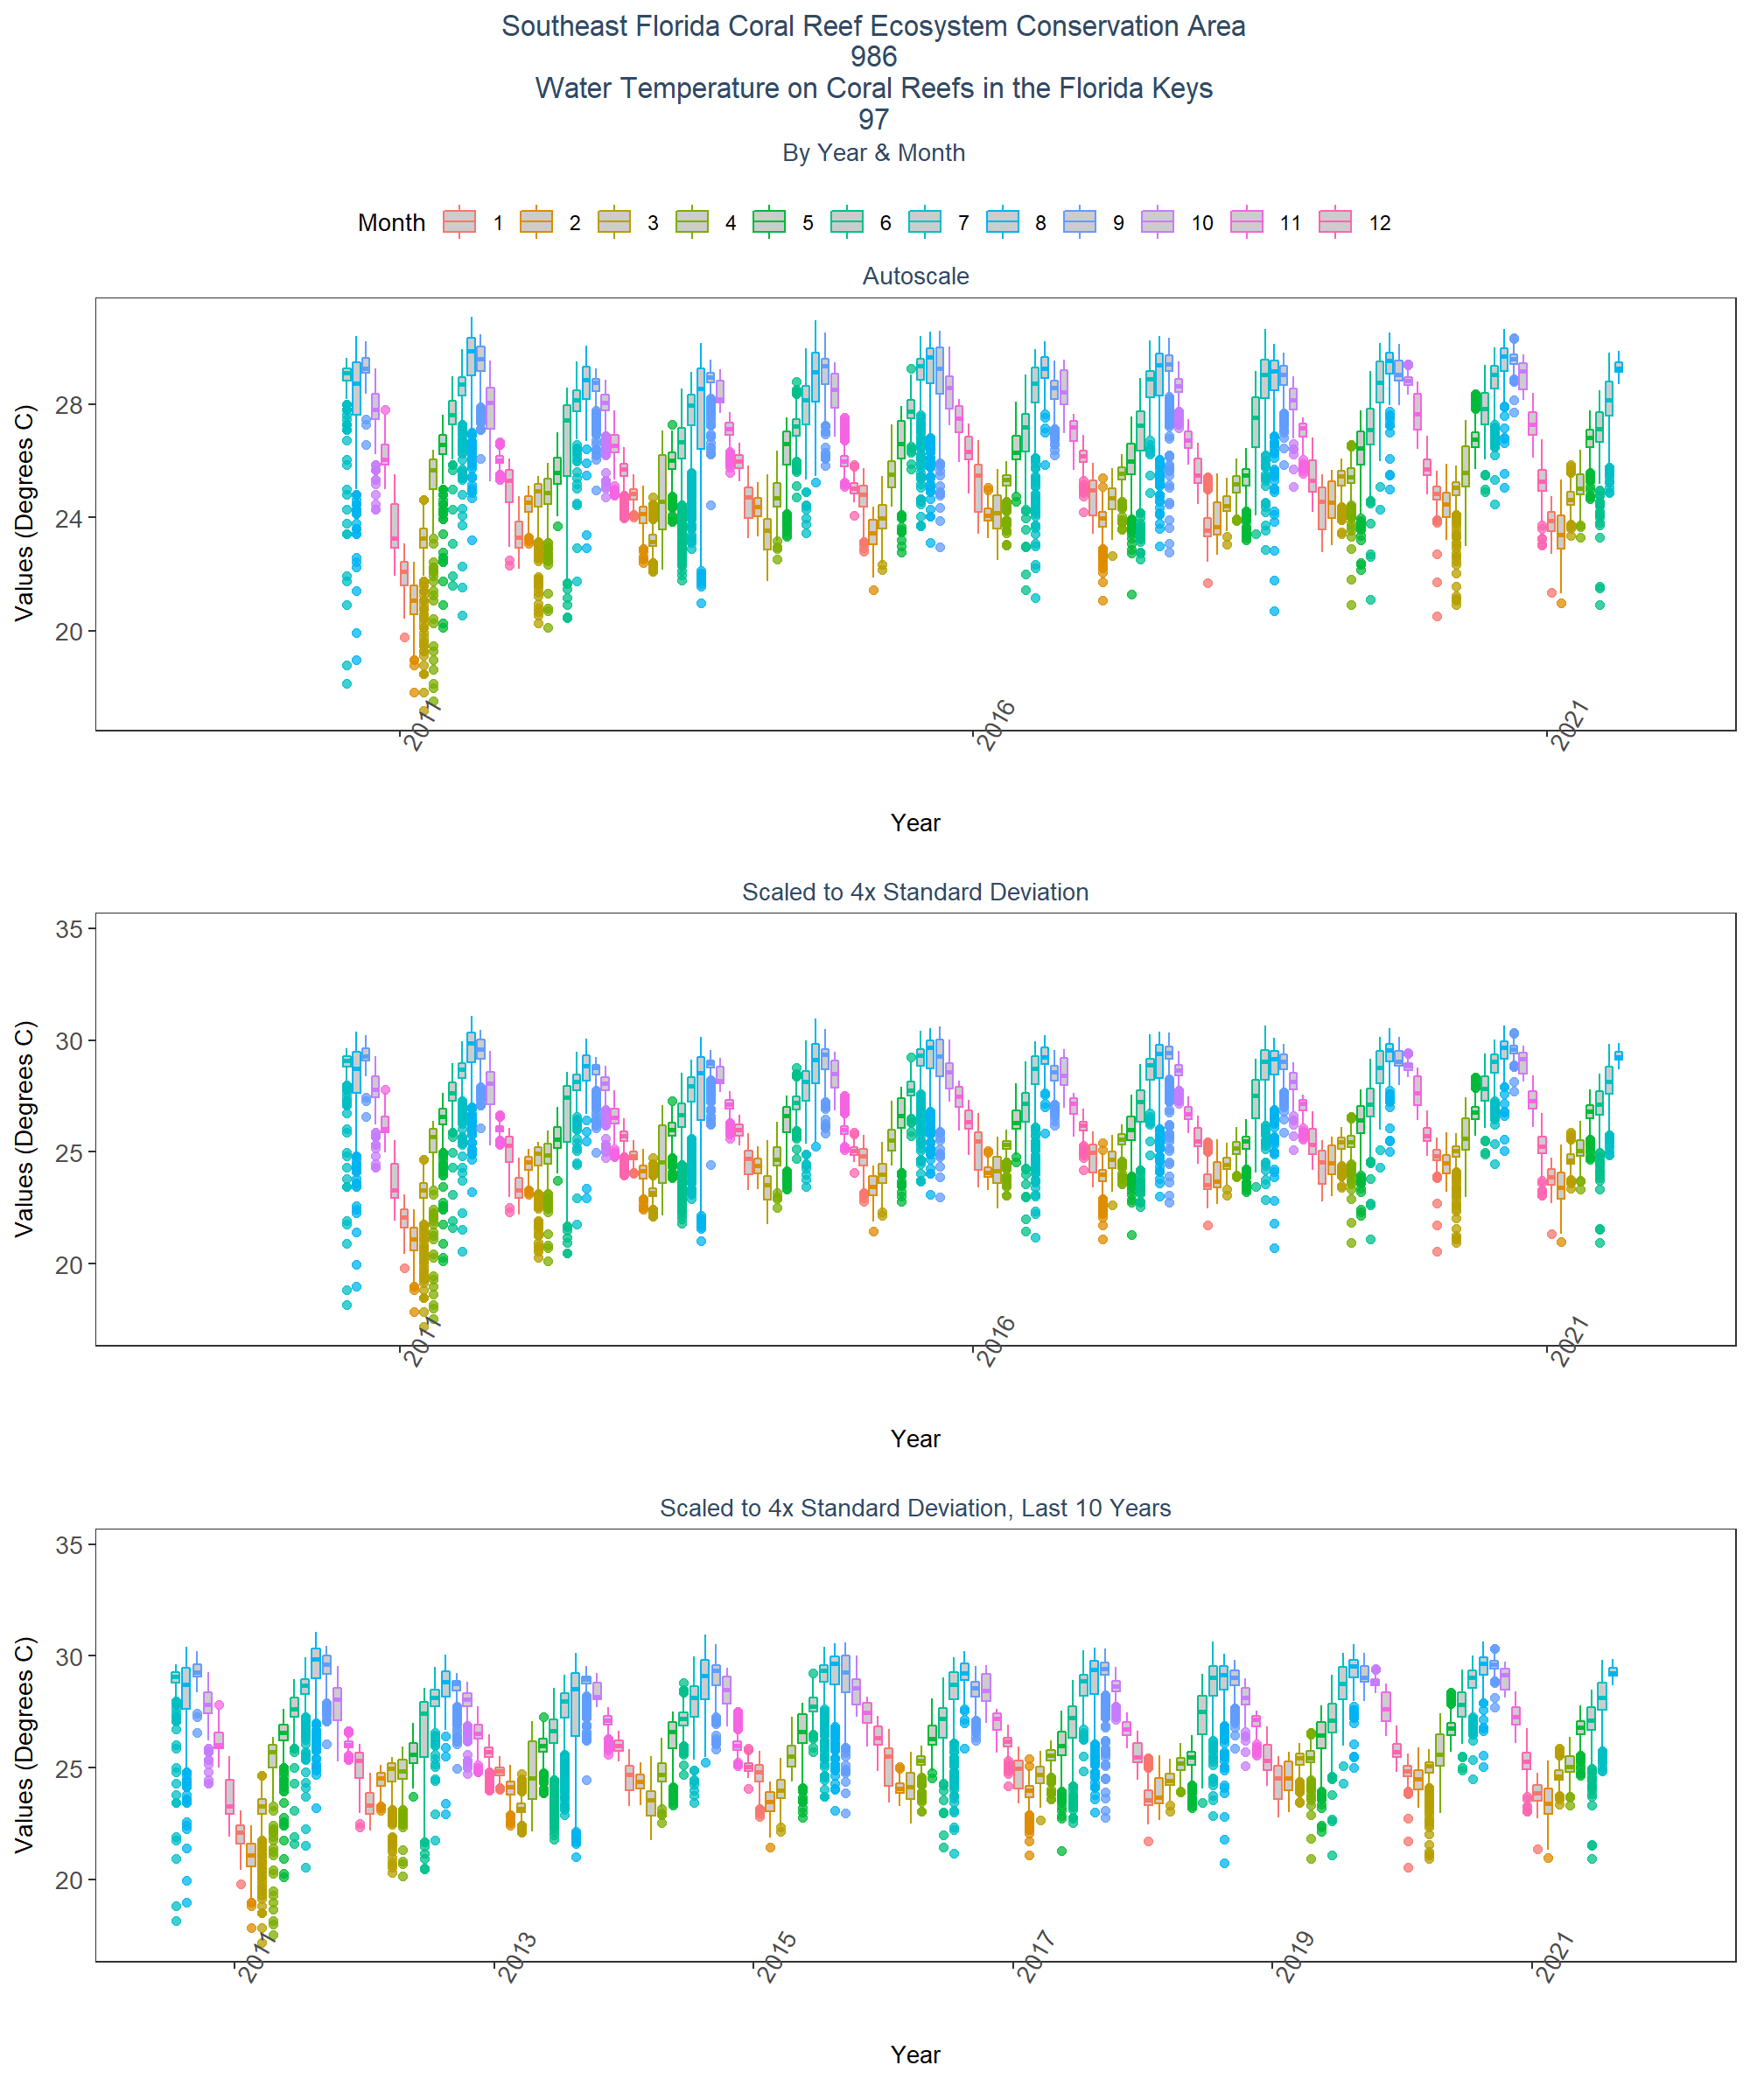 Southeast Florida Coral Reef Ecosystem Conservation Area
986
Water Temperature on Coral Reefs in the Florida Keys
97
By Year & Month
Month 1 2 3 4 5 6 7 8 9 10 11 12
Autoscale
Values (Degrees C)
28
24
20
2011 2016 2021
Year
Scaled to 4x Standard Deviation
Values (Degrees C)
35
30
25
20
2011 2016 2021
Year
Scaled to 4x Standard Deviation, Last 10 Years
Values (Degrees C)
35
30
25
20
2011 2013 2015 2017 2019 2021
Year